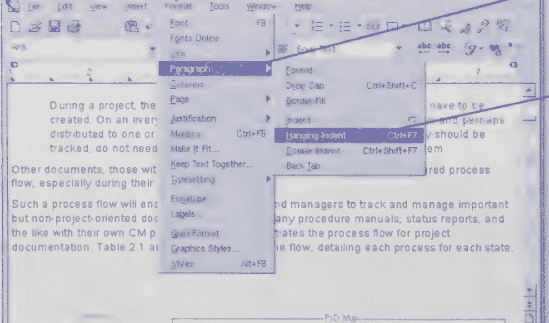 File Edit View Insert Format Tools Window Help
Font... F9
Fonts Online
Line
Paragraph
Columns
Page
Justification
Margins... Ctrl+F8
Make It Fit...
Keep Text Together...
Typesetting
Envelope
Labels...
QuickFormat
Graphics Styles...
Styles Alt+F8
Format...
Drop Cap Ctrl+Shift+C
Border/Fill
Indent F7
Hanging Indent Ctrl+F7
Double Indent Ctrl+Shift+F7
Back Tab
abc abc
2
During a project, the have to be
created. On an every and perhaps
distributed to one or should be
tracked, do not need em
Other documents, those wit red process
flow, especially during their
Such a process flow will ens d managers to track and manage important
but non-project-oriented doc any procedure manuals, status reports, and
the like with their own CM p rates the process flow for project
documentation. Table 2.1 a he flow, detailing each process for each state.